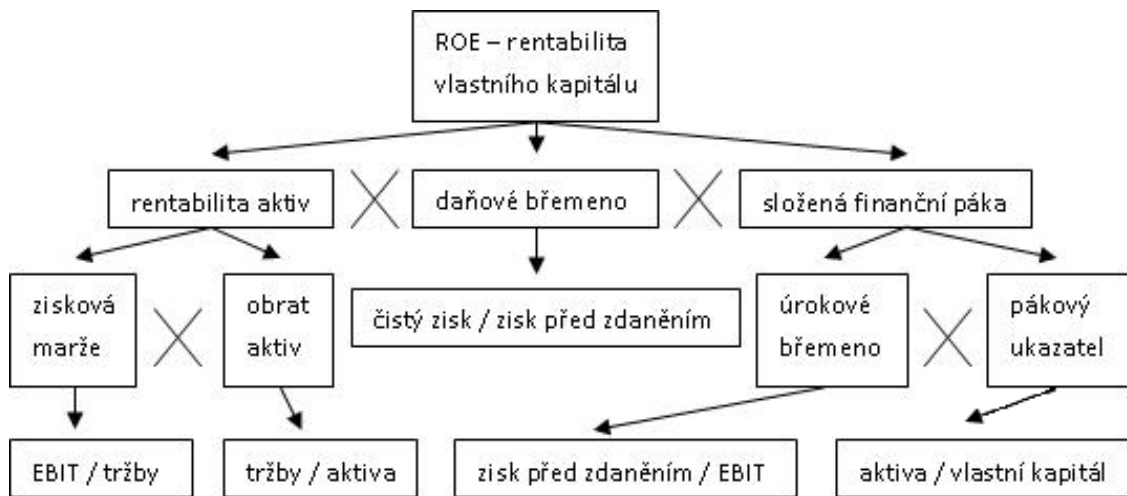 ROE – rentabilita
vlastního kapitálu
rentabilita aktiv
daňové břemeno
složená finanční páka
zisková
marže
obrat
aktiv
čistý zisk / zisk před zdaněním
úrokové
břemeno
pákový
ukazatel
EBIT / tržby
tržby / aktiva
zisk před zdaněním / EBIT
aktiva / vlastní kapitál